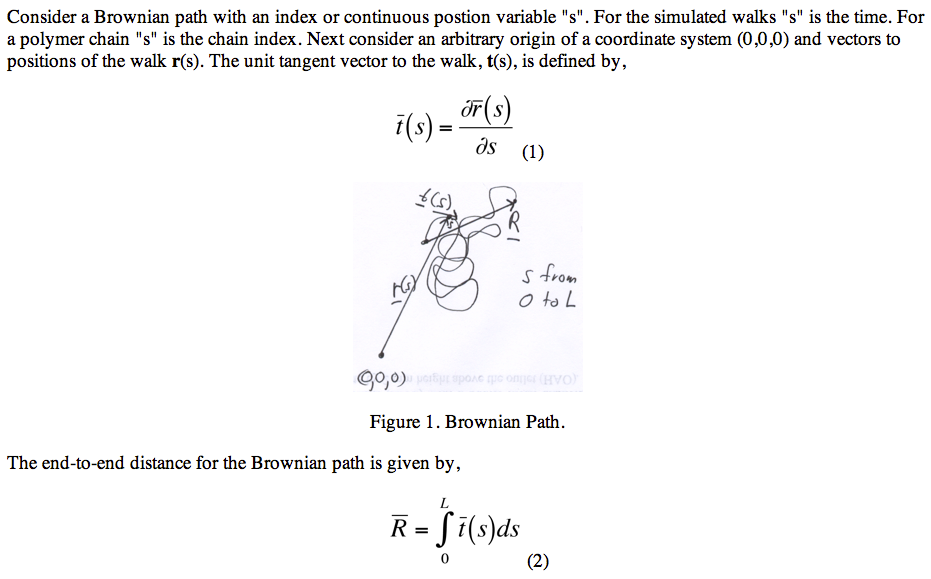 Consider a Brownian path with an index or continuous postion variable "s". For the simulated walks "s" is the time. For
a polymer chain "s" is the chain index. Next consider an arbitrary origin of a coordinate system (0,0,0) and vectors to
positions of the walk r(s). The unit tangent vector to the walk, t(s), is defined by,
t̄(s) = ∂r̄(s)/∂s (1)
t(s)
R
r(s)
s from
0 to L
(0,0,0)
Figure 1. Brownian Path.
The end-to-end distance for the Brownian path is given by,
R̄ = ∫₀ᴸ t̄(s)ds (2)